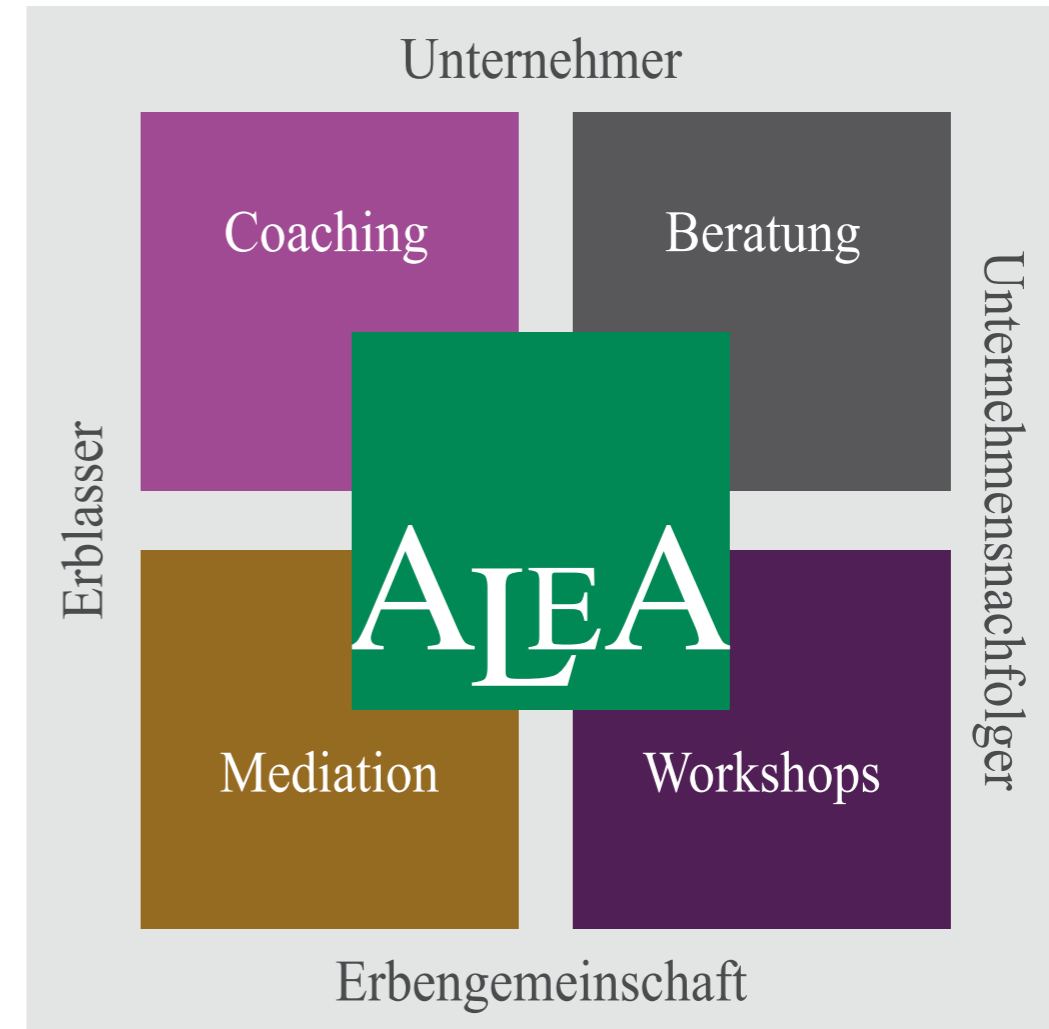 Unternehmer
Coaching
Beratung
Unternehmensnachfolger
Erblasser
ALEA
Mediation
Workshops
Erbengemeinschaft